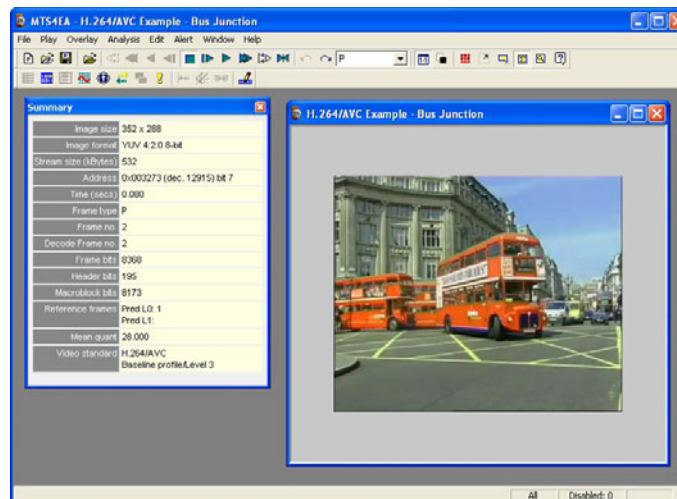 MTS4EA - H.264/AVC Example - Bus Junction
File Play Overlay Analysis Edit Alert Window Help
P
Summary
Image size 352 x 288
Image format YUV 4:2:0 8-bit
Stream size (kBytes) 532
Address 0x003273 (dec. 12915) bit 7
Time (secs) 0.080
Frame type P
Frame no. 2
Decode Frame no. 2
Frame bits 8368
Header bits 195
Macroblock bits 8173
Reference frames Pred L0: 1
Pred L1:
Mean quant 28.000
Video standard H.264/AVC
Baseline profile/Level 3
H.264/AVC Example - Bus Junction
All Disabled: 0